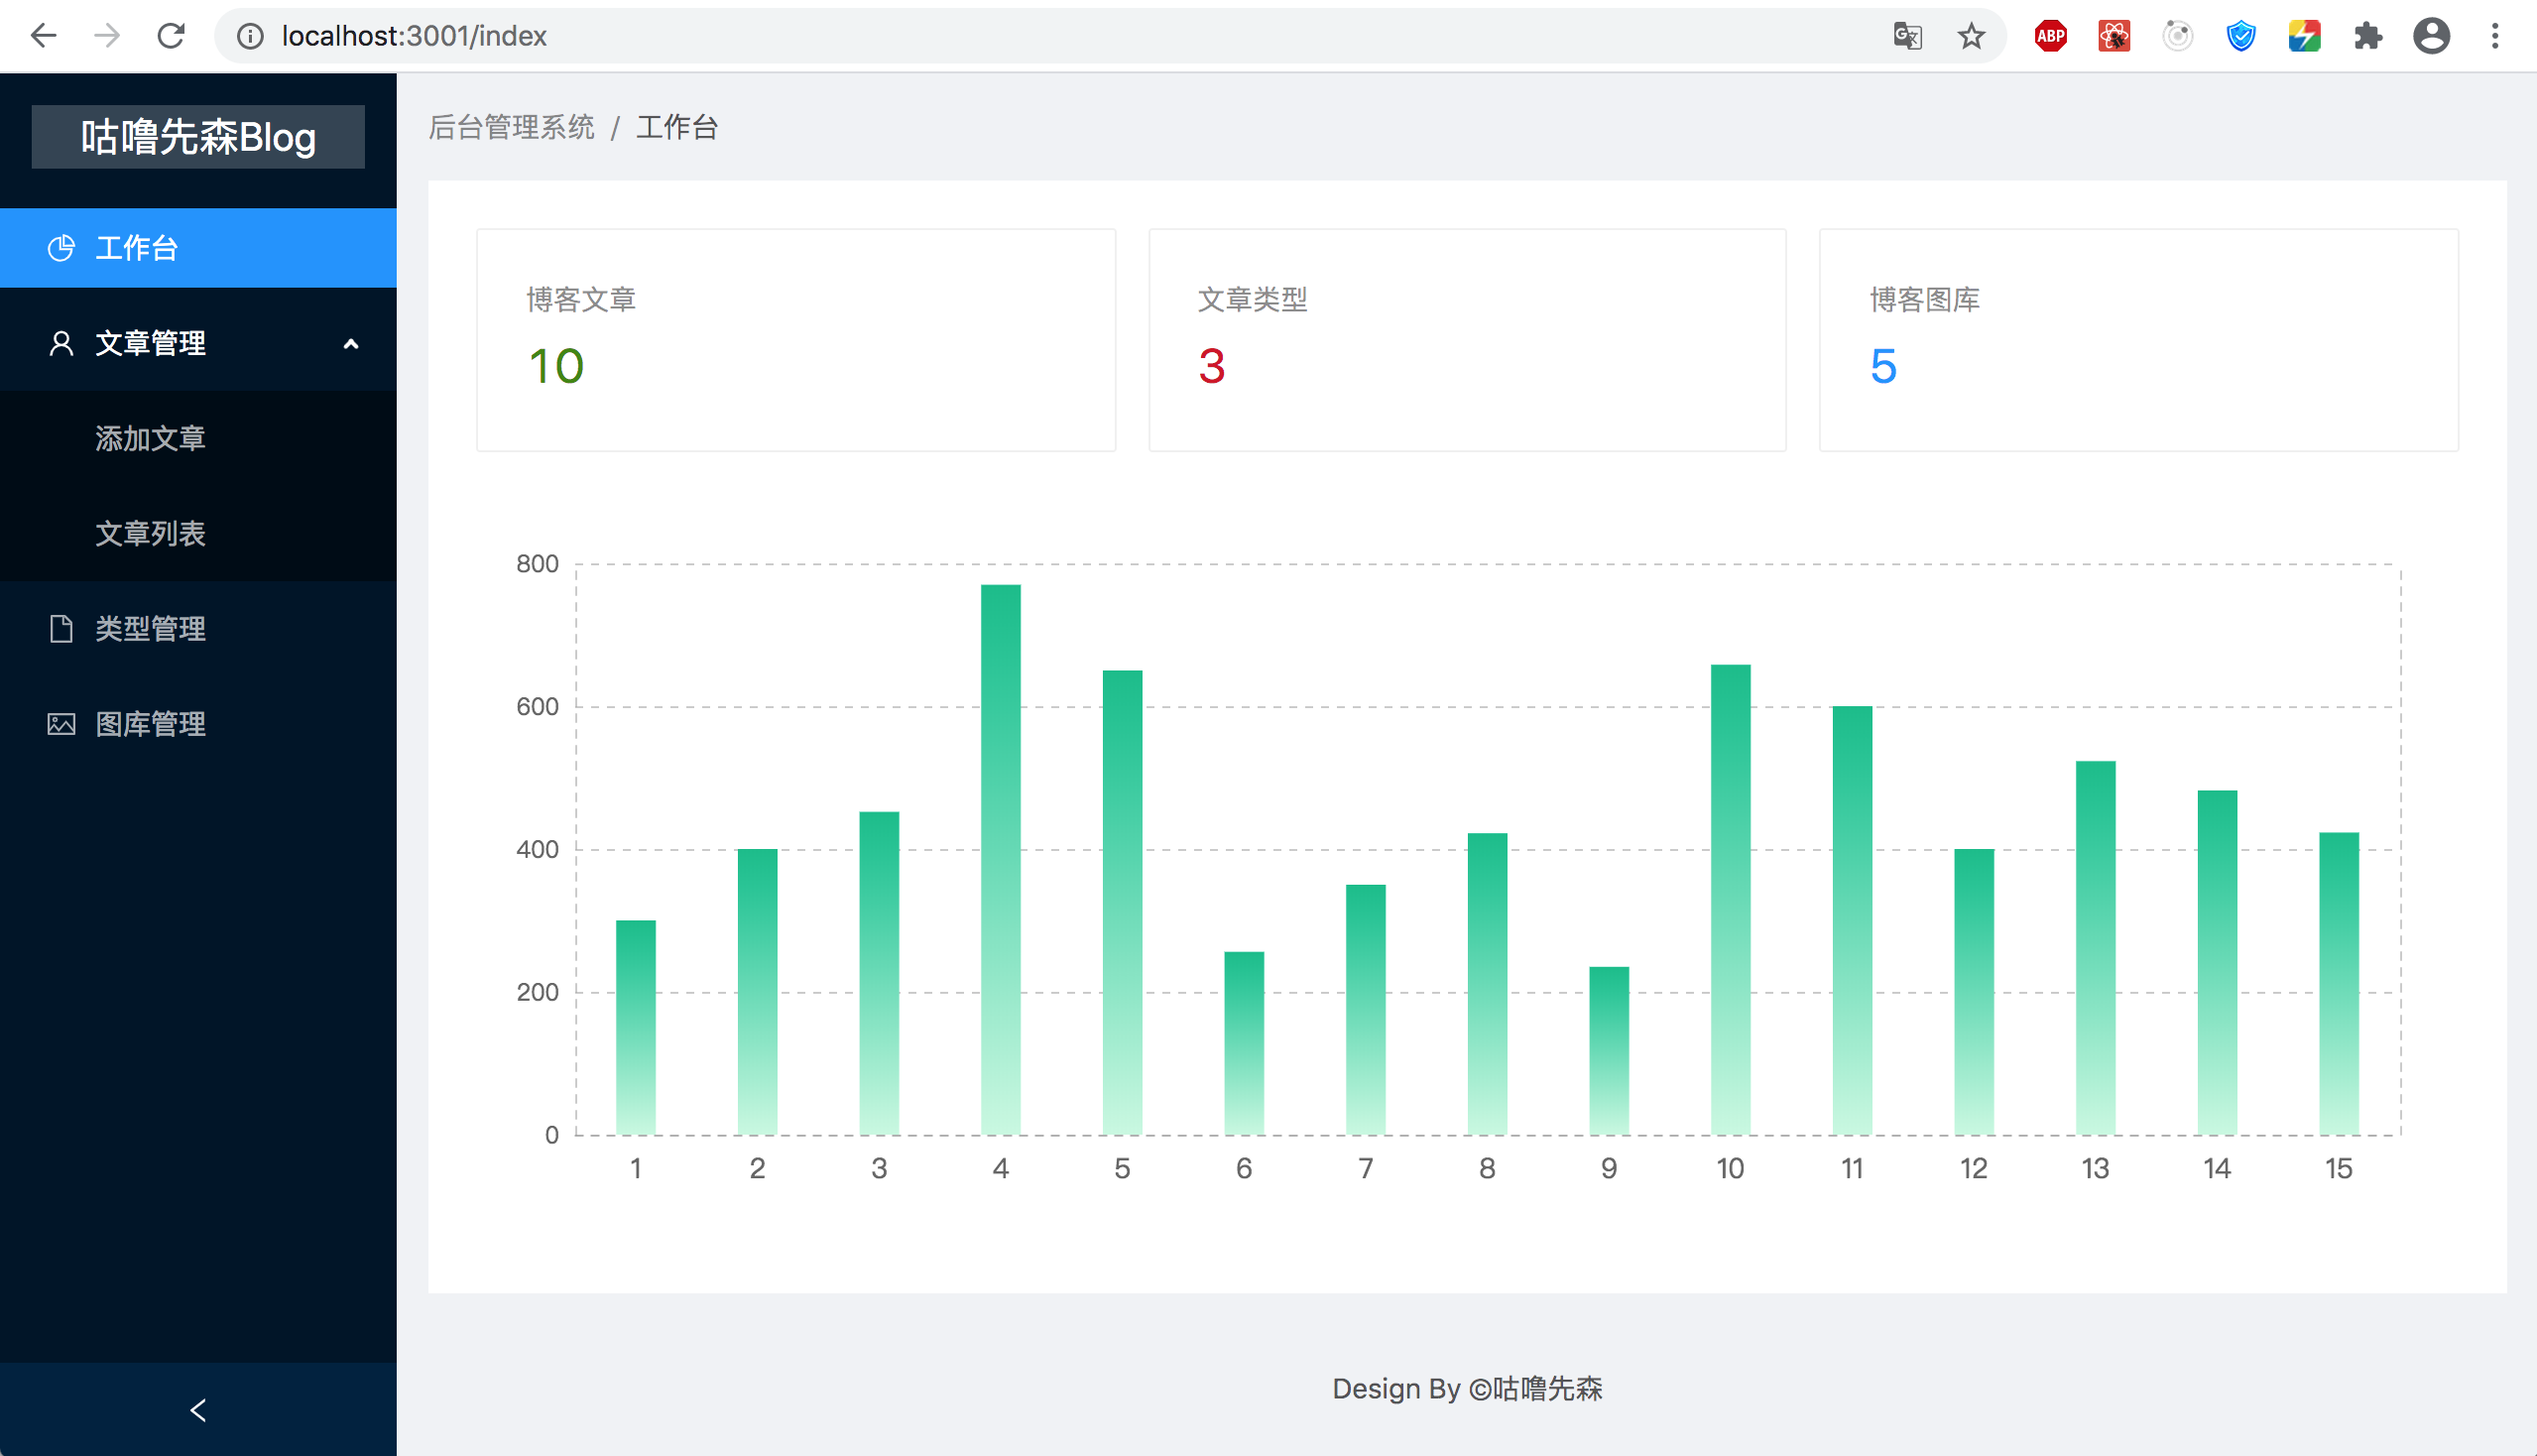 localhost:3001/index
ABP
咕噜先森Blog
工作台
文章管理
添加文章
文章列表
类型管理
图库管理
后台管理系统 / 工作台
博客文章
10
文章类型
3
博客图库
5
800
600
400
200
0
1 2 3 4 5 6 7 8 9 10 11 12 13 14 15
Design By ©咕噜先森